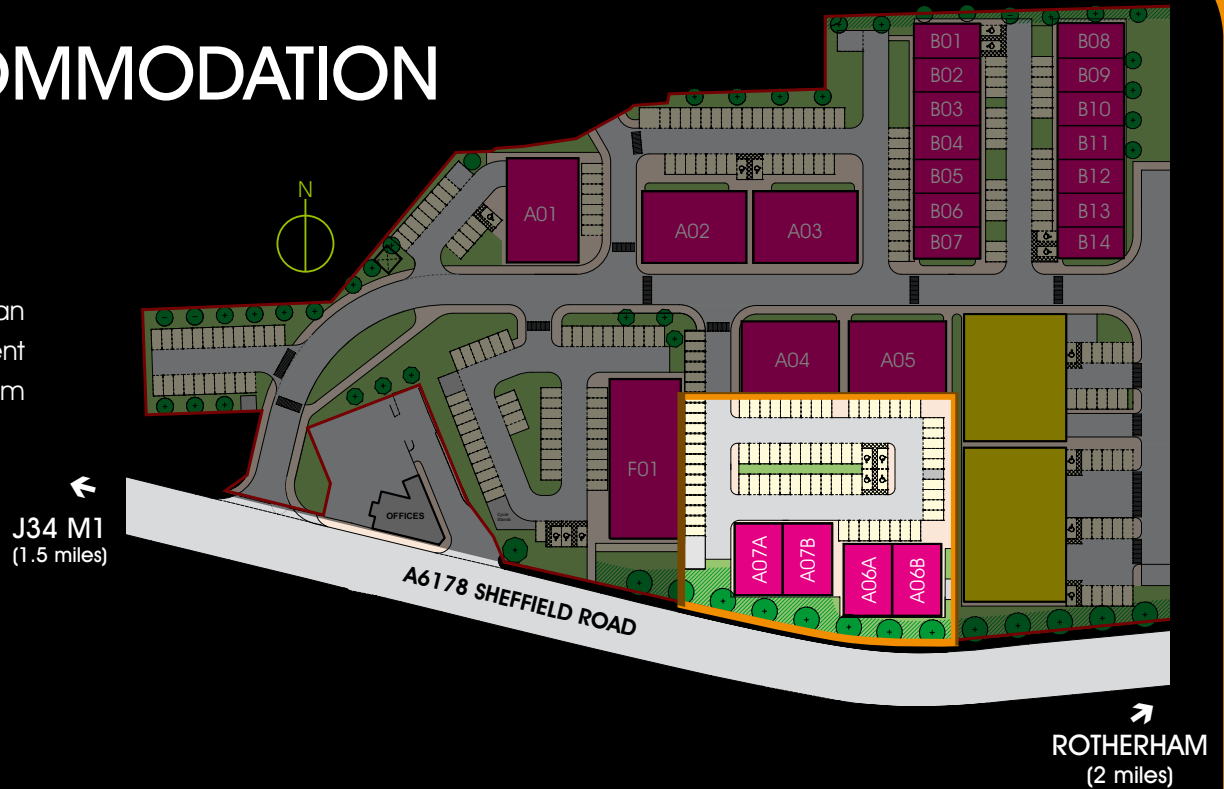 OMMODATION
N
an
ent
m
B01
B02
B03
B04
B05
B06
B07
B08
B09
B10
B11
B12
B13
B14
A01
A02
A03
A04
A05
F01
OFFICES
Cycle
Stands
A07A
A07B
A06A
A06B
J34 M1
(1.5 miles)
A6178 SHEFFIELD ROAD
ROTHERHAM
(2 miles)